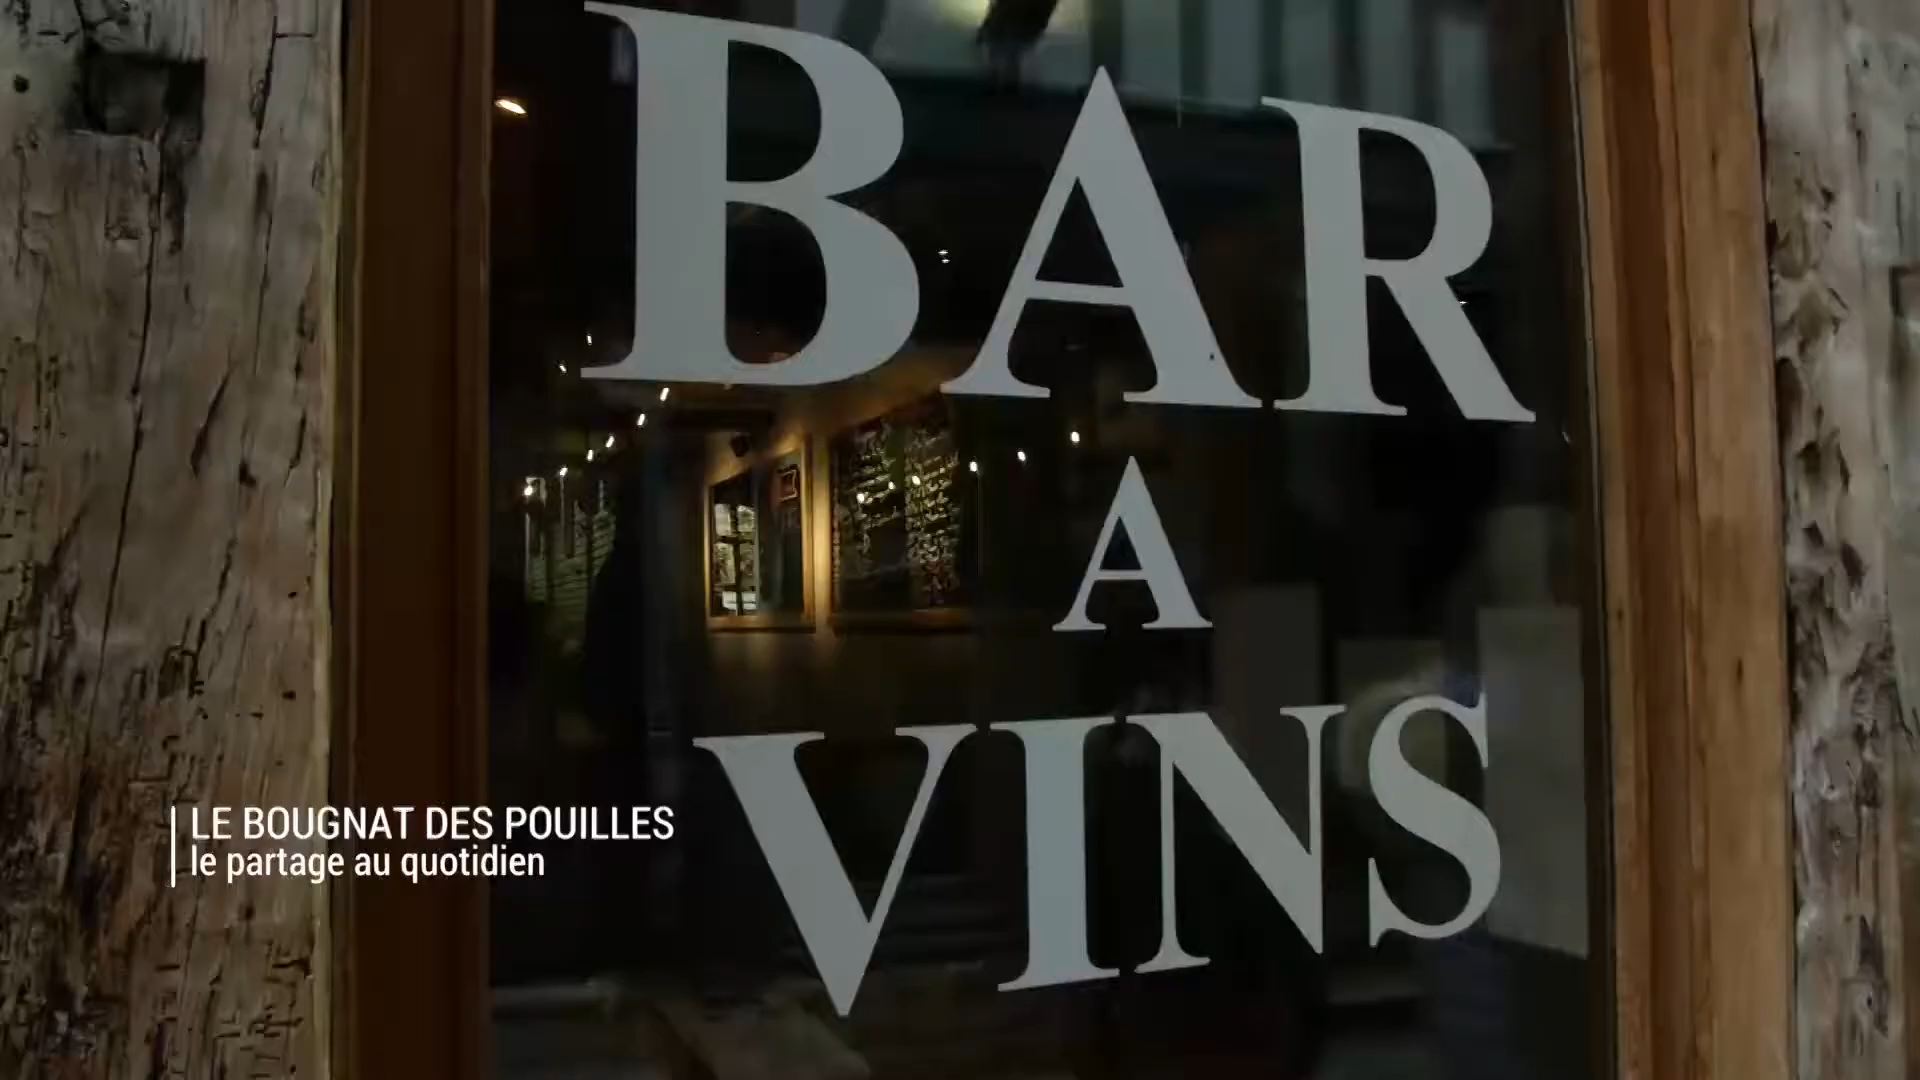 BAR
A
VINS
LE BOUGNAT DES POUILLES
le partage au quotidien